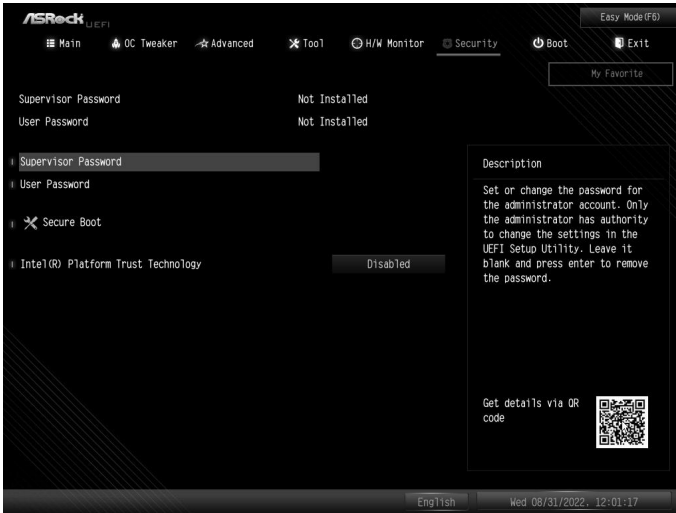 ASRock UEFI
Easy Mode(F6)
Main OC Tweaker Advanced Tool H/W Monitor Security Boot Exit
My Favorite
Supervisor Password Not Installed
User Password Not Installed
Supervisor Password
User Password
Secure Boot
Intel(R) Platform Trust Technology Disabled
Description
Set or change the password for
the administrator account. Only
the administrator has authority
to change the settings in the
UEFI Setup Utility. Leave it
blank and press enter to remove
the password.
Get details via QR
code
English Wed 08/31/2022. 12:01:17